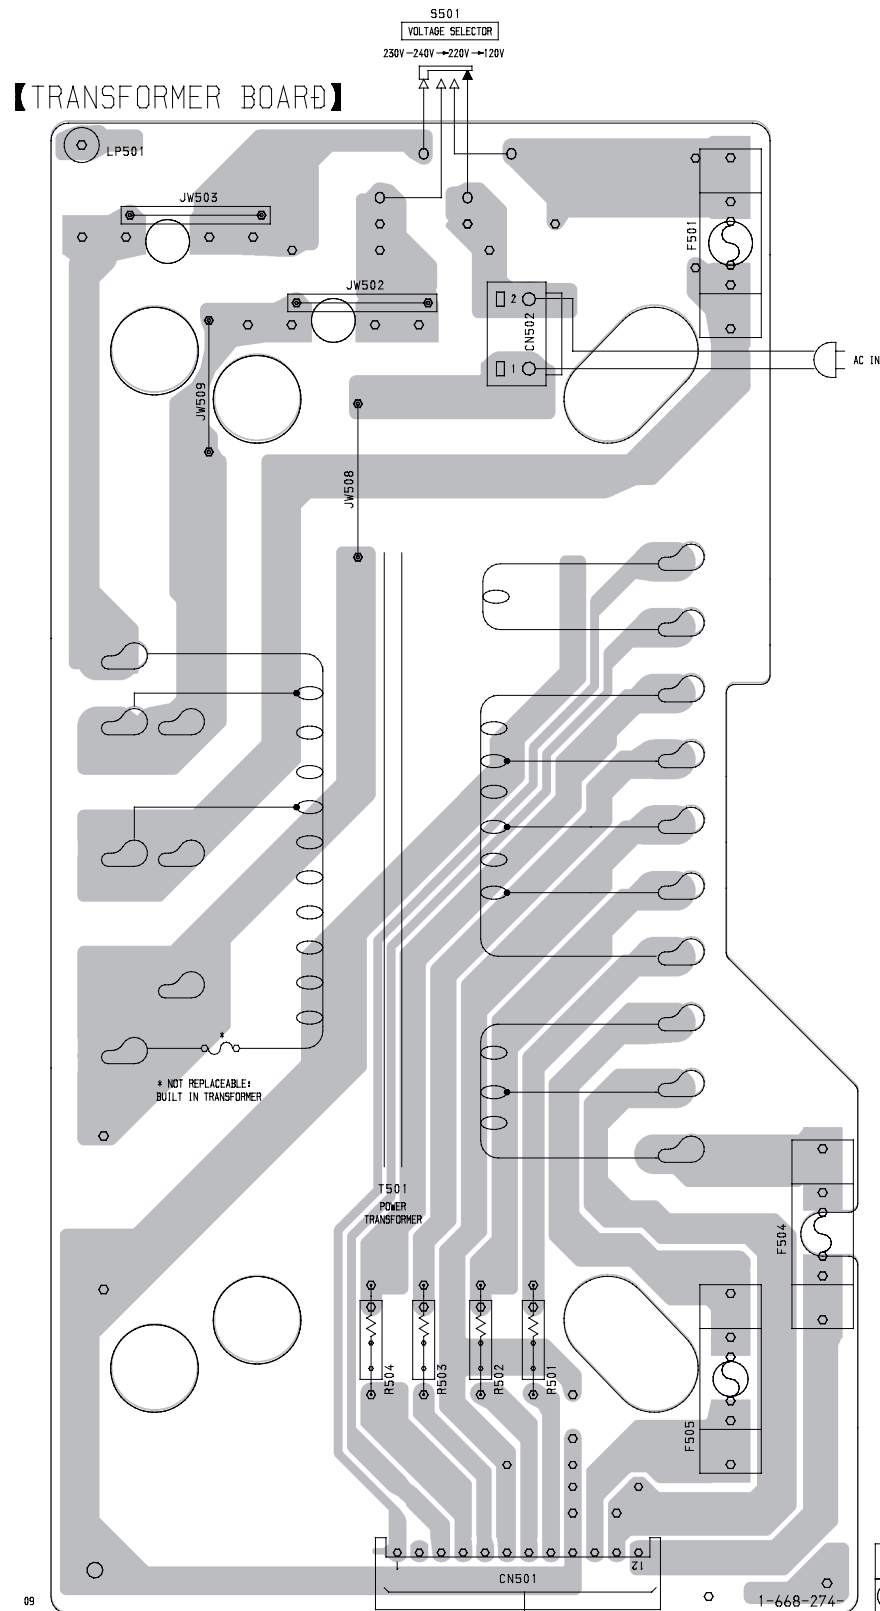 S501
VOLTAGE SELECTOR
230V-240V→220V→120V
【TRANSFORMER BOARD】
LP501
JW503
F501
JW502
2
CN502
AC IN
1
JW509
JW508
*
* NOT REPLACEABLE:
BUILT IN TRANSFORMER
T501
POWER
TRANSFORMER
F504
R504
R503
R502
R501
F505
1
12
CN501
09
1-668-274-